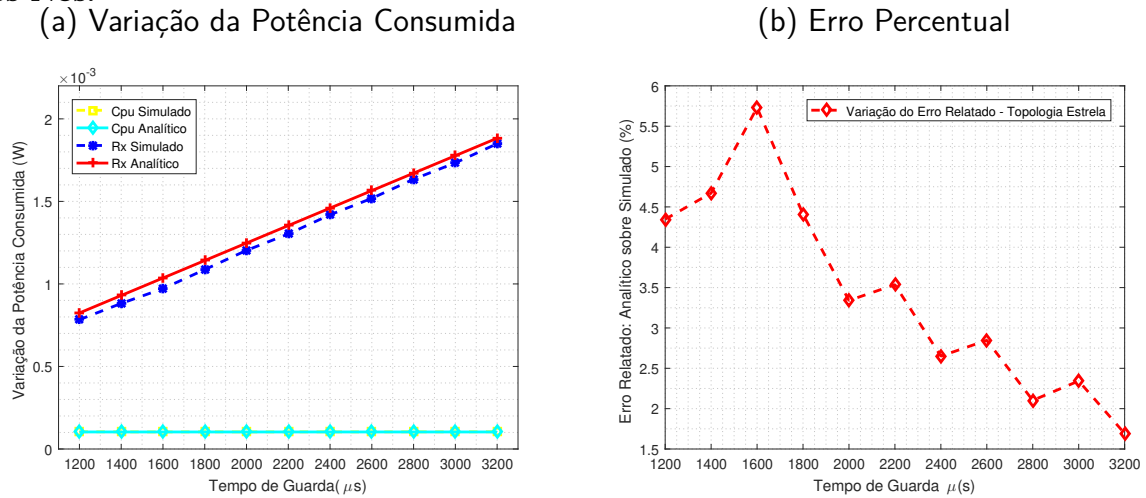 (a) Variação da Potência Consumida
(b) Erro Percentual
×10⁻³
2
1.5
1
0.5
0
Variação da Potência Consumida (W)
Cpu Simulado
Cpu Analítico
Rx Simulado
Rx Analítico
1200 1400 1600 1800 2000 2200 2400 2600 2800 3000 3200
Tempo de Guarda( μs)
6
5.5
5
4.5
4
3.5
3
2.5
2
1.5
Erro Relatado: Analítico sobre Simulado (%)
Variação do Erro Relatado - Topologia Estrela
1200 1400 1600 1800 2000 2200 2400 2600 2800 3000 3200
Tempo de Guarda μ(s)